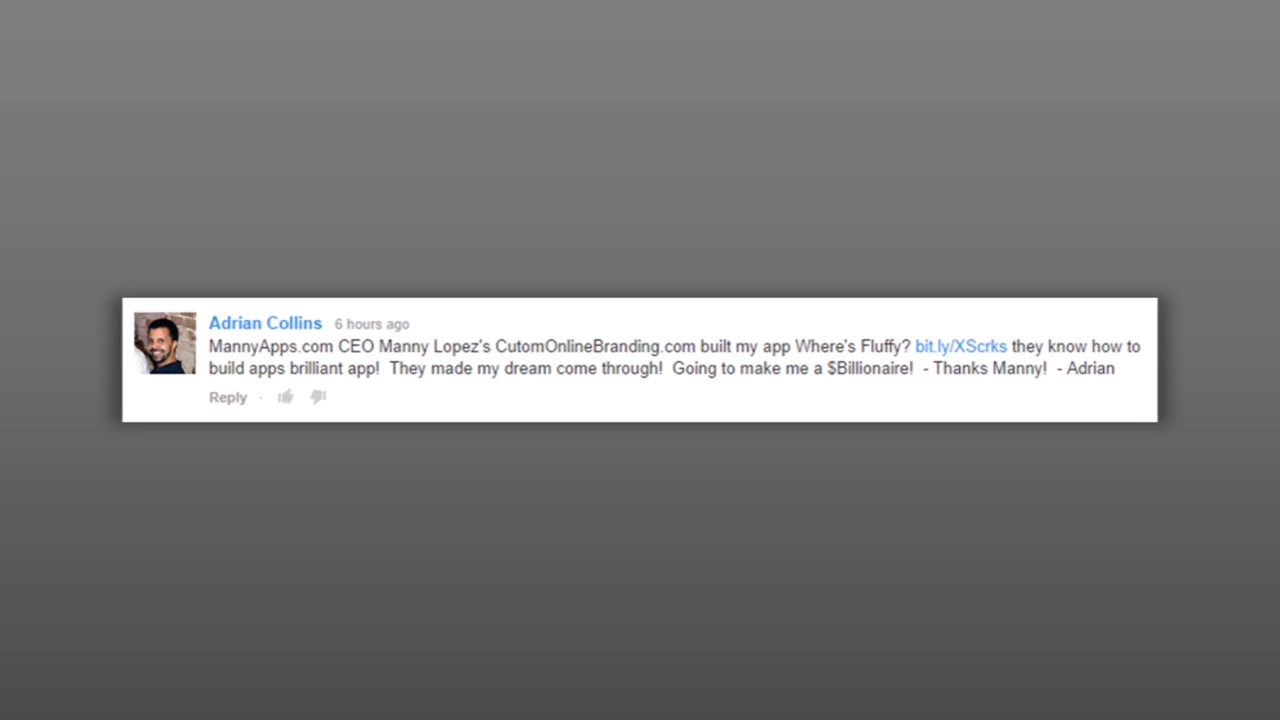 Adrian Collins 6 hours ago
MannyApps.com CEO Manny Lopez's CutomOnlineBranding.com built my app Where's Fluffy? bit.ly/XScrks they know how to
build apps brilliant app!  They made my dream come through!  Going to make me a $Billionaire!  - Thanks Manny!  - Adrian
Reply ·